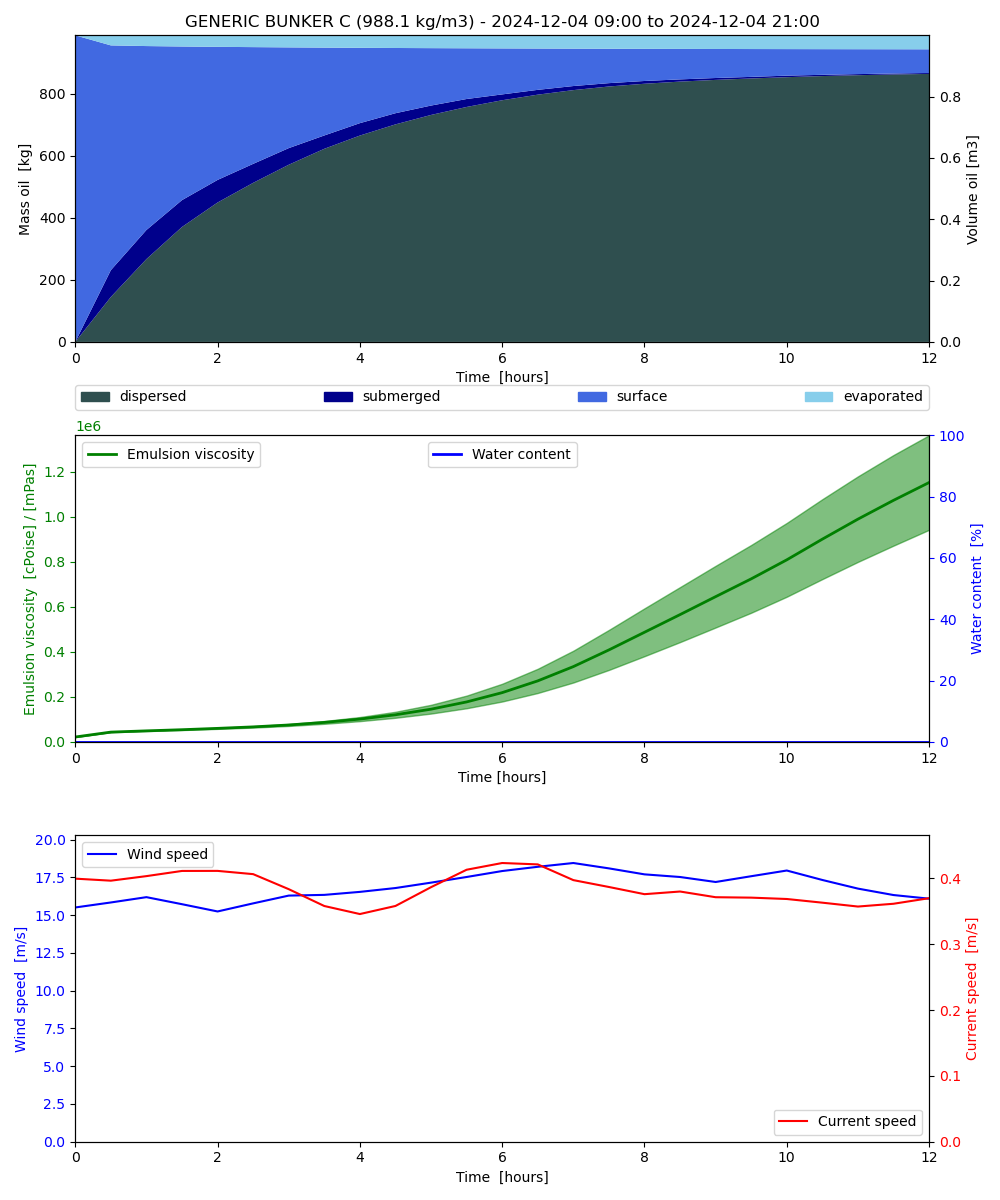 GENERIC BUNKER C (988.1 kg/m3) - 2024-12-04 09:00 to 2024-12-04 21:00
Mass oil [kg]
800
600
400
200
0
Volume oil [m3]
0.8
0.6
0.4
0.2
0.0
0 2 4 6 8 10 12
Time [hours]
dispersed submerged surface evaporated
1e6
Emulsion viscosity Water content
Emulsion viscosity [cPoise] / [mPas]
1.2
1.0
0.8
0.6
0.4
0.2
0.0
Water content [%]
100
80
60
40
20
0
0 2 4 6 8 10 12
Time [hours]
Wind speed
Wind speed [m/s]
20.0
17.5
15.0
12.5
10.0
7.5
5.0
2.5
0.0
Current speed [m/s]
0.4
0.3
0.2
0.1
0.0
Current speed
0 2 4 6 8 10 12
Time [hours]